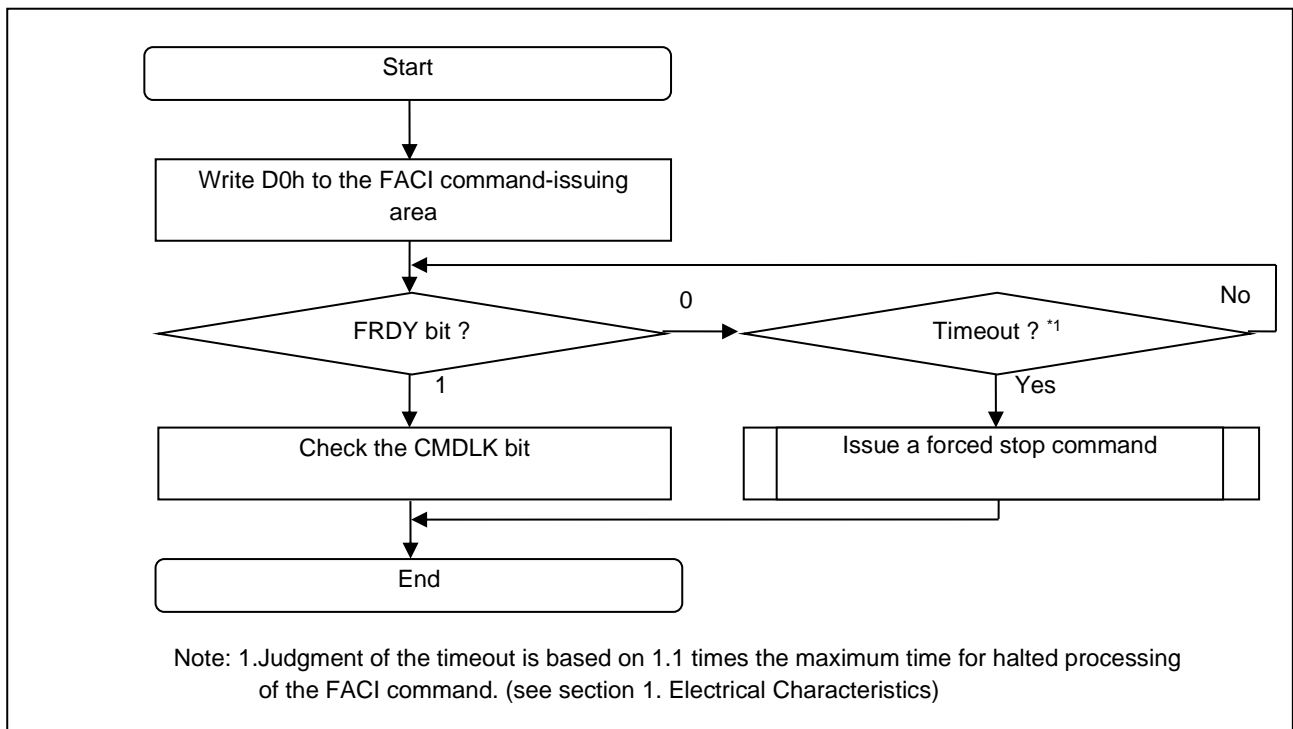 Start
Write D0h to the FACI command-issuing
area
0
No
FRDY bit ?
Timeout ? *1
1
Yes
Check the CMDLK bit
Issue a forced stop command
End
Note: 1.Judgment of the timeout is based on 1.1 times the maximum time for halted processing
of the FACI command. (see section 1. Electrical Characteristics)